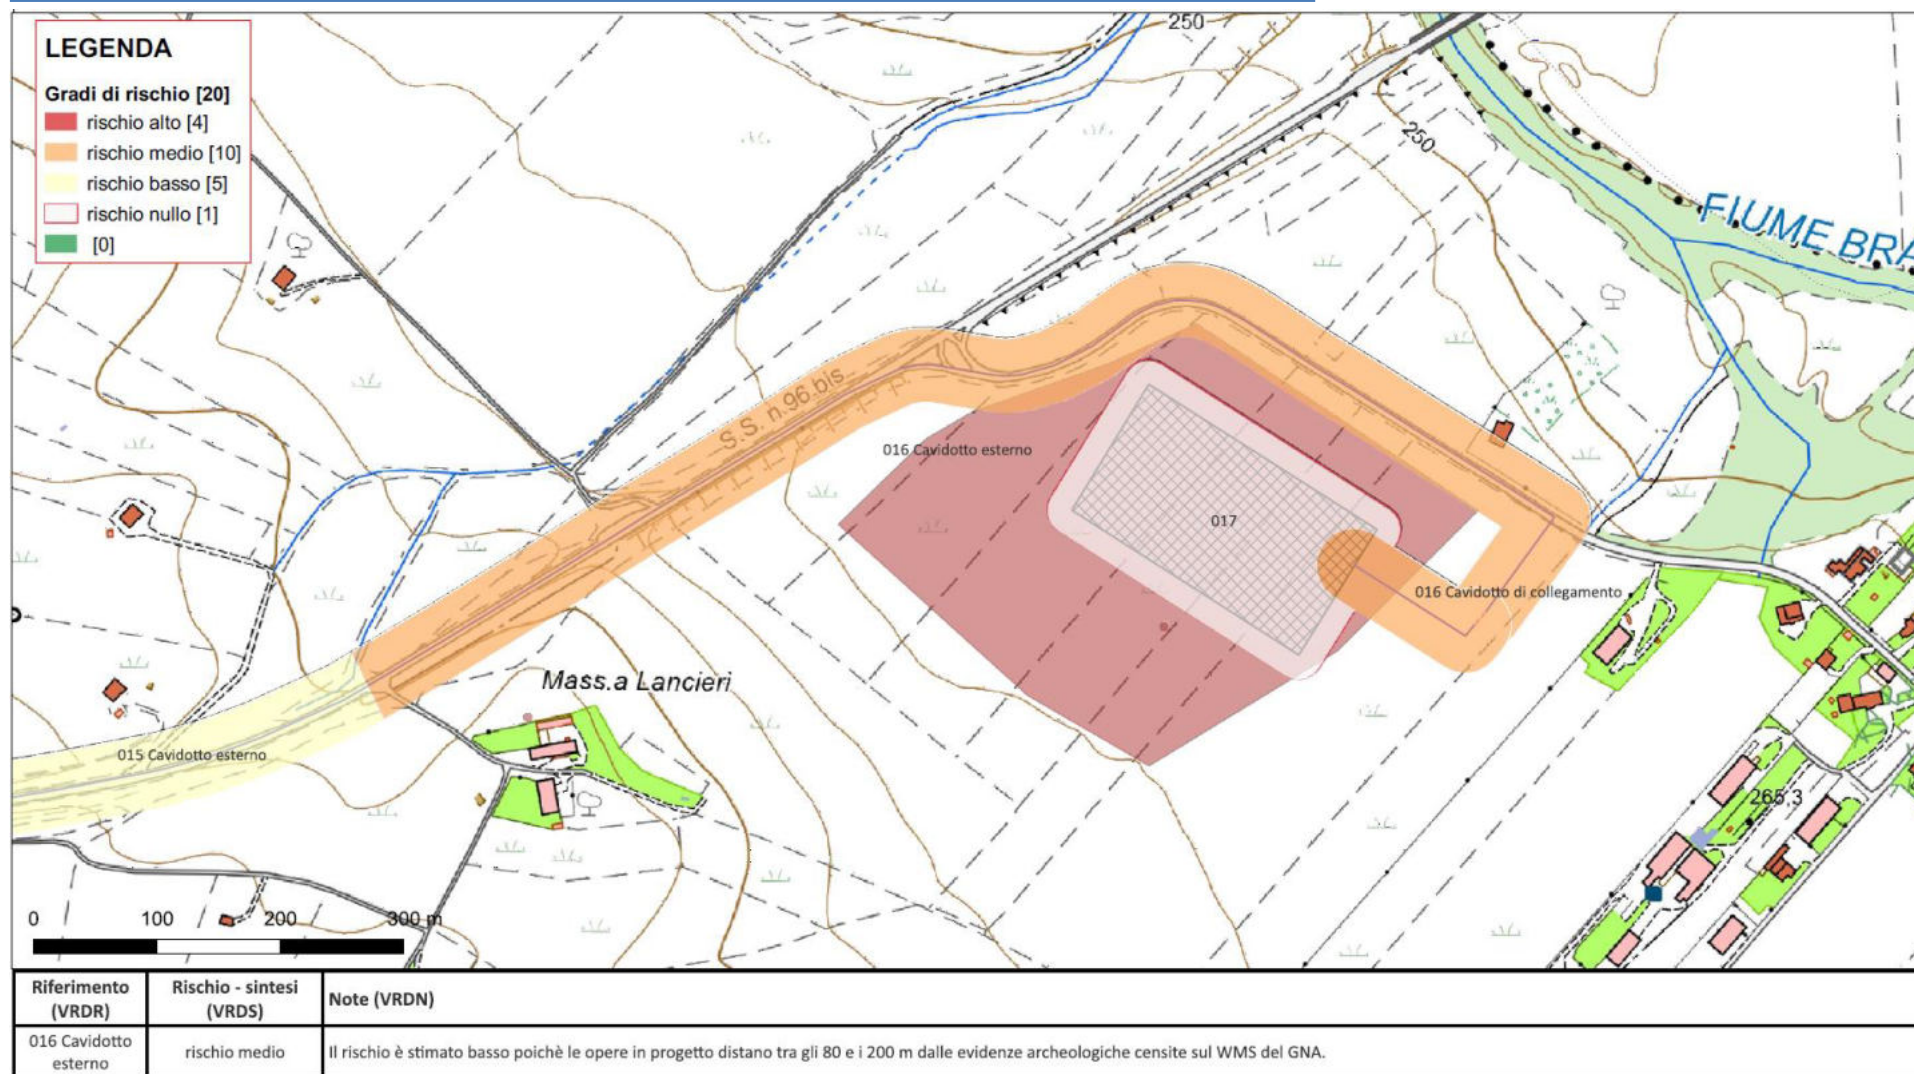 LEGENDA
Gradi di rischio [20]
rischio alto [4]
rischio medio [10]
rischio basso [5]
rischio nullo [1]
[0]
250
250
FIUME BRA
S.S. n.96.bis
016 Cavidotto esterno
017
016 Cavidotto di collegamento
Mass.a Lancieri
015 Cavidotto esterno
265,3
0 100 200 300 m
Riferimento (VRDR)
Rischio - sintesi (VRDS)
Note (VRDN)
016 Cavidotto esterno
rischio medio
Il rischio è stimato basso poichè le opere in progetto distano tra gli 80 e i 200 m dalle evidenze archeologiche censite sul WMS del GNA.